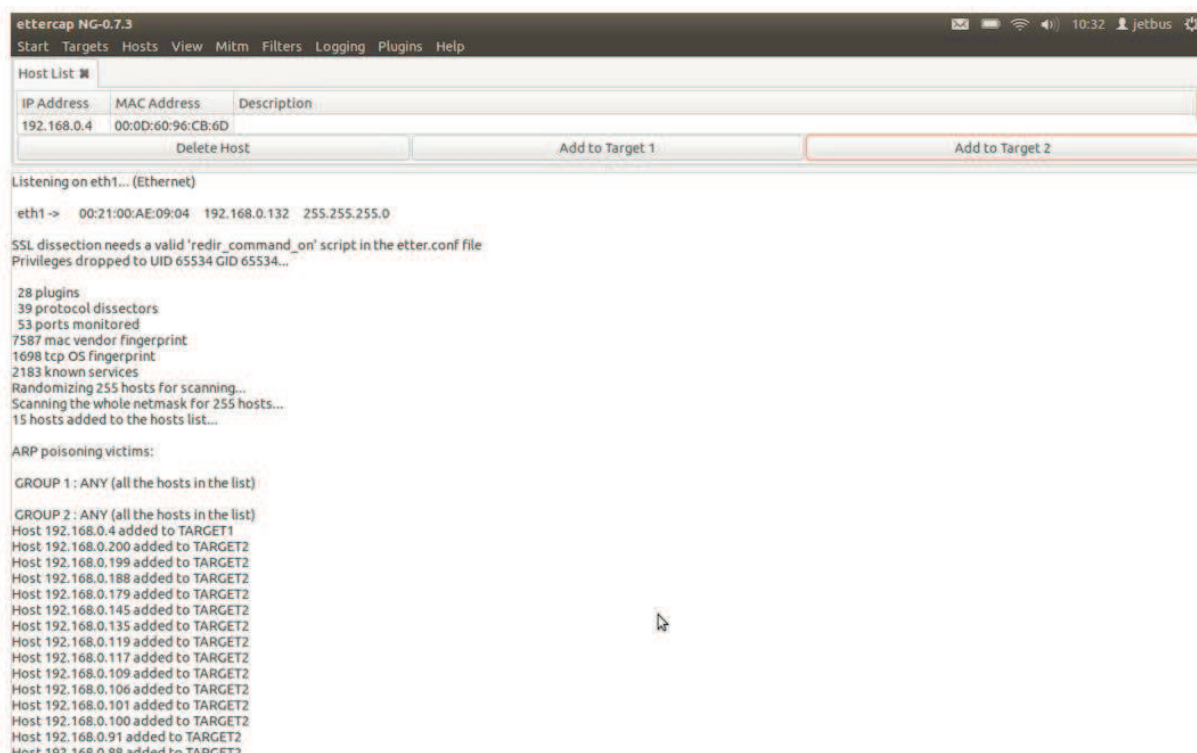 ettercap NG-0.7.3 10:32 jetbus
Start Targets Hosts View Mitm Filters Logging Plugins Help
Host List
IP Address MAC Address Description
192.168.0.4 00:0D:60:96:CB:6D
Delete Host Add to Target 1 Add to Target 2
Listening on eth1... (Ethernet)
eth1 -> 00:21:00:AE:09:04 192.168.0.132 255.255.255.0
SSL dissection needs a valid 'redir_command_on' script in the etter.conf file
Privileges dropped to UID 65534 GID 65534...
28 plugins
39 protocol dissectors
53 ports monitored
7587 mac vendor fingerprint
1698 tcp OS fingerprint
2183 known services
Randomizing 255 hosts for scanning...
Scanning the whole netmask for 255 hosts...
15 hosts added to the hosts list...
ARP poisoning victims:
GROUP 1 : ANY (all the hosts in the list)
GROUP 2 : ANY (all the hosts in the list)
Host 192.168.0.4 added to TARGET1
Host 192.168.0.200 added to TARGET2
Host 192.168.0.199 added to TARGET2
Host 192.168.0.188 added to TARGET2
Host 192.168.0.179 added to TARGET2
Host 192.168.0.145 added to TARGET2
Host 192.168.0.135 added to TARGET2
Host 192.168.0.119 added to TARGET2
Host 192.168.0.117 added to TARGET2
Host 192.168.0.109 added to TARGET2
Host 192.168.0.106 added to TARGET2
Host 192.168.0.101 added to TARGET2
Host 192.168.0.100 added to TARGET2
Host 192.168.0.91 added to TARGET2
Host 192.168.0.88 added to TARGET2